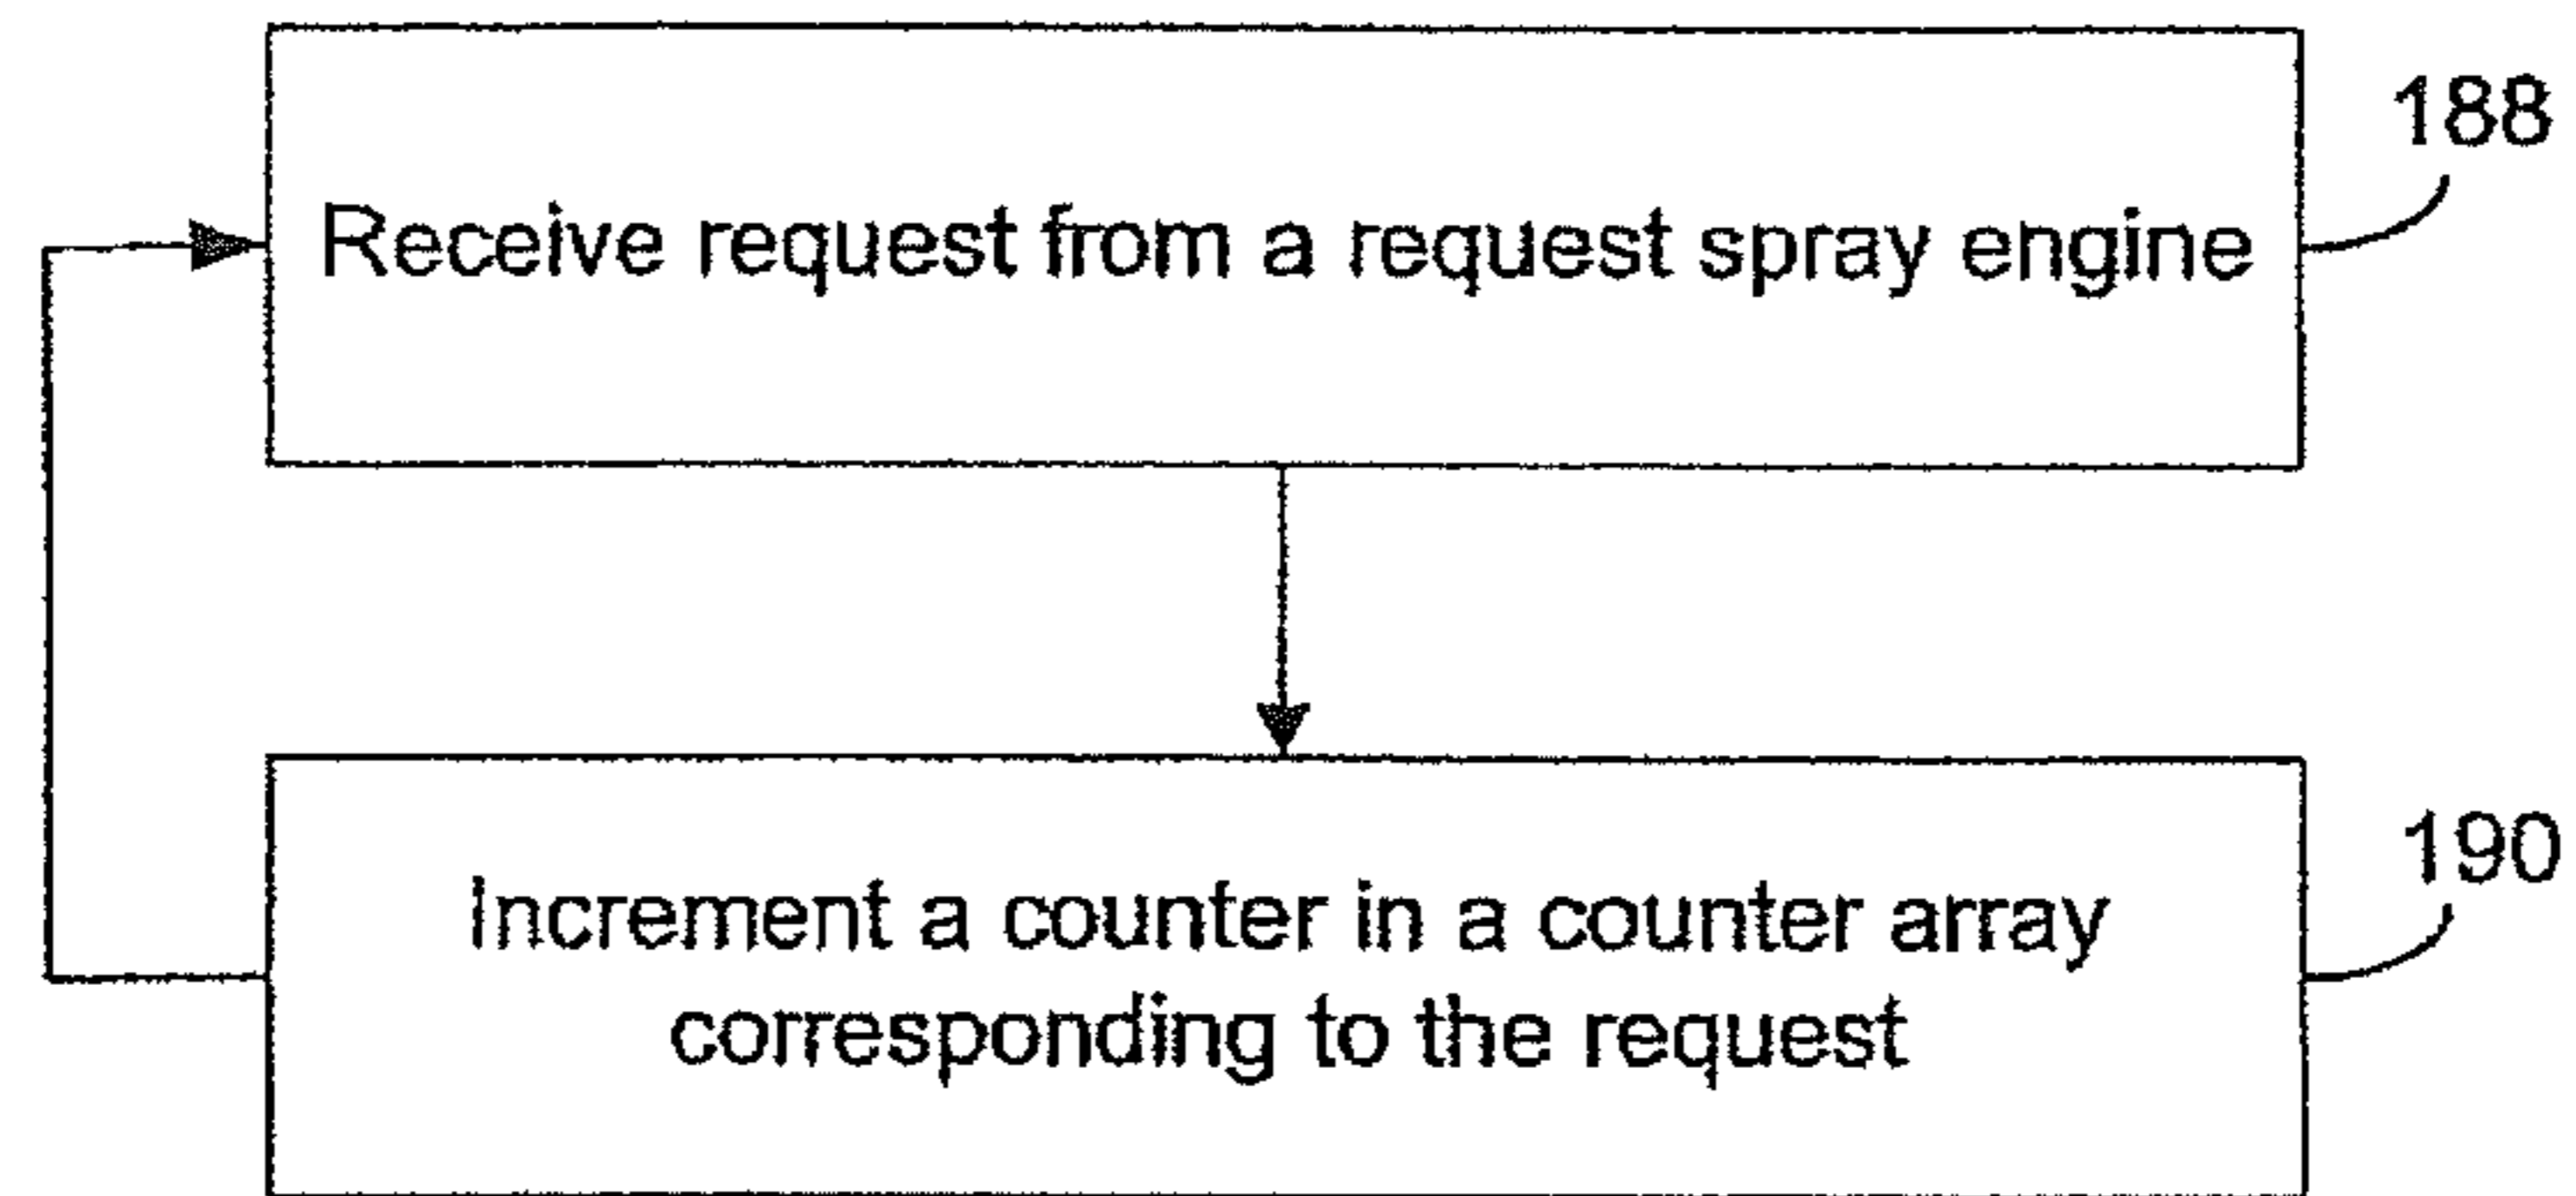 188
Receive request from a request spray engine
190
Increment a counter in a counter array
corresponding to the request